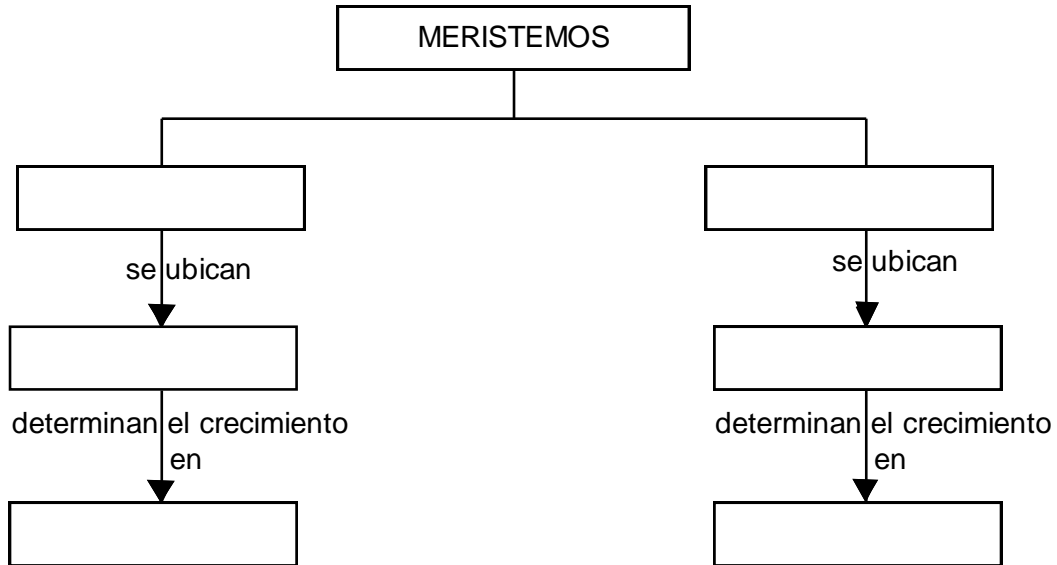 MERISTEMOS
se ubican
se ubican
determinan el crecimiento
en
determinan el crecimiento
en